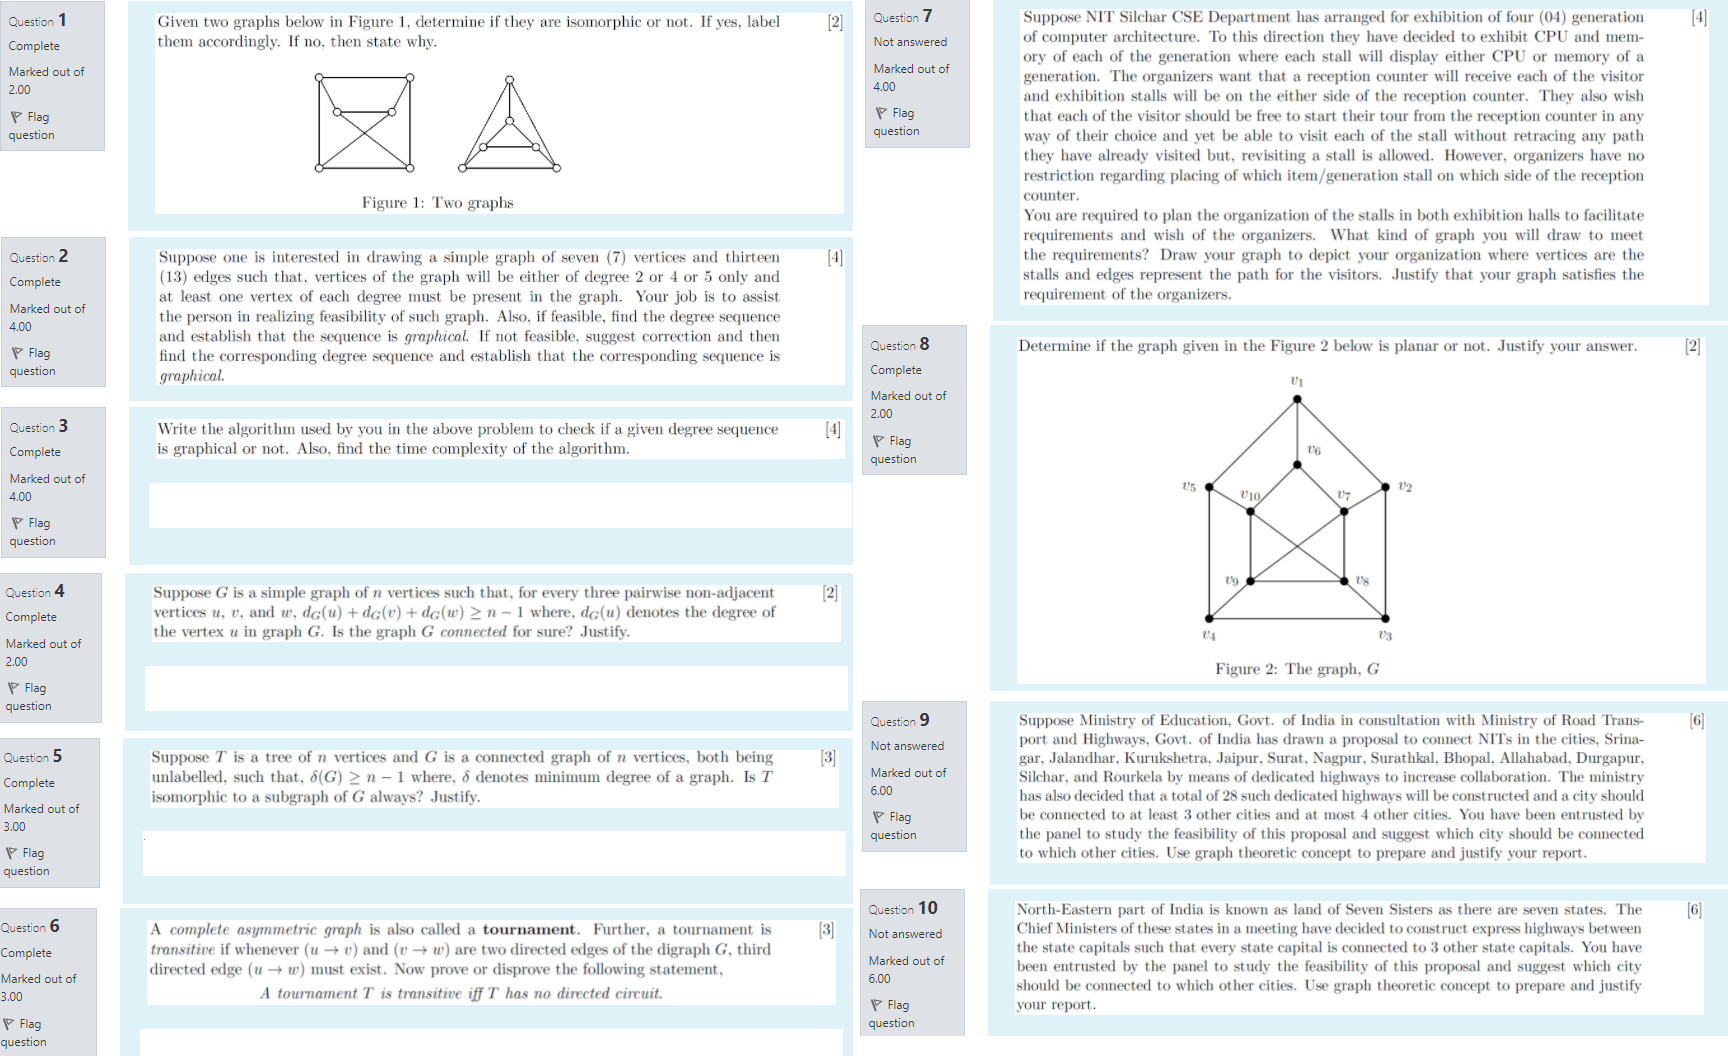 Question 1
Complete
Marked out of
2.00
Flag
question
Given two graphs below in Figure 1, determine if they are isomorphic or not. If yes, label [2]
them accordingly. If no, then state why.
Figure 1: Two graphs
Question 2
Complete
Marked out of
4.00
Flag
question
Suppose one is interested in drawing a simple graph of seven (7) vertices and thirteen [4]
(13) edges such that, vertices of the graph will be either of degree 2 or 4 or 5 only and
at least one vertex of each degree must be present in the graph. Your job is to assist
the person in realizing feasibility of such graph. Also, if feasible, find the degree sequence
and establish that the sequence is graphical. If not feasible, suggest correction and then
find the corresponding degree sequence and establish that the corresponding sequence is
graphical.
Question 3
Complete
Marked out of
4.00
Flag
question
Write the algorithm used by you in the above problem to check if a given degree sequence [4]
is graphical or not. Also, find the time complexity of the algorithm.
Question 4
Complete
Marked out of
2.00
Flag
question
Suppose G is a simple graph of n vertices such that, for every three pairwise non-adjacent [2]
vertices u, v, and w, d_G(u) + d_G(v) + d_G(w) ≥ n − 1 where, d_G(u) denotes the degree of
the vertex u in graph G. Is the graph G connected for sure? Justify.
Question 5
Complete
Marked out of
3.00
Flag
question
Suppose T is a tree of n vertices and G is a connected graph of n vertices, both being [3]
unlabelled, such that, δ(G) ≥ n − 1 where, δ denotes minimum degree of a graph. Is T
isomorphic to a subgraph of G always? Justify.
Question 6
Complete
Marked out of
3.00
Flag
question
A complete asymmetric graph is also called a tournament. Further, a tournament is [3]
transitive if whenever (u → v) and (v → w) are two directed edges of the digraph G, third
directed edge (u → w) must exist. Now prove or disprove the following statement,
A tournament T is transitive iff T has no directed circuit.
Question 7
Not answered
Marked out of
4.00
Flag
question
Suppose NIT Silchar CSE Department has arranged for exhibition of four (04) generation [4]
of computer architecture. To this direction they have decided to exhibit CPU and mem-
ory of each of the generation where each stall will display either CPU or memory of a
generation. The organizers want that a reception counter will receive each of the visitor
and exhibition stalls will be on the either side of the reception counter. They also wish
that each of the visitor should be free to start their tour from the reception counter in any
way of their choice and yet be able to visit each of the stall without retracing any path
they have already visited but, revisiting a stall is allowed. However, organizers have no
restriction regarding placing of which item/generation stall on which side of the reception
counter.
You are required to plan the organization of the stalls in both exhibition halls to facilitate
requirements and wish of the organizers. What kind of graph you will draw to meet
the requirements? Draw your graph to depict your organization where vertices are the
stalls and edges represent the path for the visitors. Justify that your graph satisfies the
requirement of the organizers.
Question 8
Complete
Marked out of
2.00
Flag
question
Determine if the graph given in the Figure 2 below is planar or not. Justify your answer. [2]
v1
v6
v5
v10
v7
v2
v9
v8
v4
v3
Figure 2: The graph, G
Question 9
Not answered
Marked out of
6.00
Flag
question
Suppose Ministry of Education, Govt. of India in consultation with Ministry of Road Trans- [6]
port and Highways, Govt. of India has drawn a proposal to connect NITs in the cities, Srina-
gar, Jalandhar, Kurukshetra, Jaipur, Surat, Nagpur, Surathkal, Bhopal, Allahabad, Durgapur,
Silchar, and Rourkela by means of dedicated highways to increase collaboration. The ministry
has also decided that a total of 28 such dedicated highways will be constructed and a city should
be connected to at least 3 other cities and at most 4 other cities. You have been entrusted by
the panel to study the feasibility of this proposal and suggest which city should be connected
to which other cities. Use graph theoretic concept to prepare and justify your report.
Question 10
Not answered
Marked out of
6.00
Flag
question
North-Eastern part of India is known as land of Seven Sisters as there are seven states. The [6]
Chief Ministers of these states in a meeting have decided to construct express highways between
the state capitals such that every state capital is connected to 3 other state capitals. You have
been entrusted by the panel to study the feasibility of this proposal and suggest which city
should be connected to which other cities. Use graph theoretic concept to prepare and justify
your report.